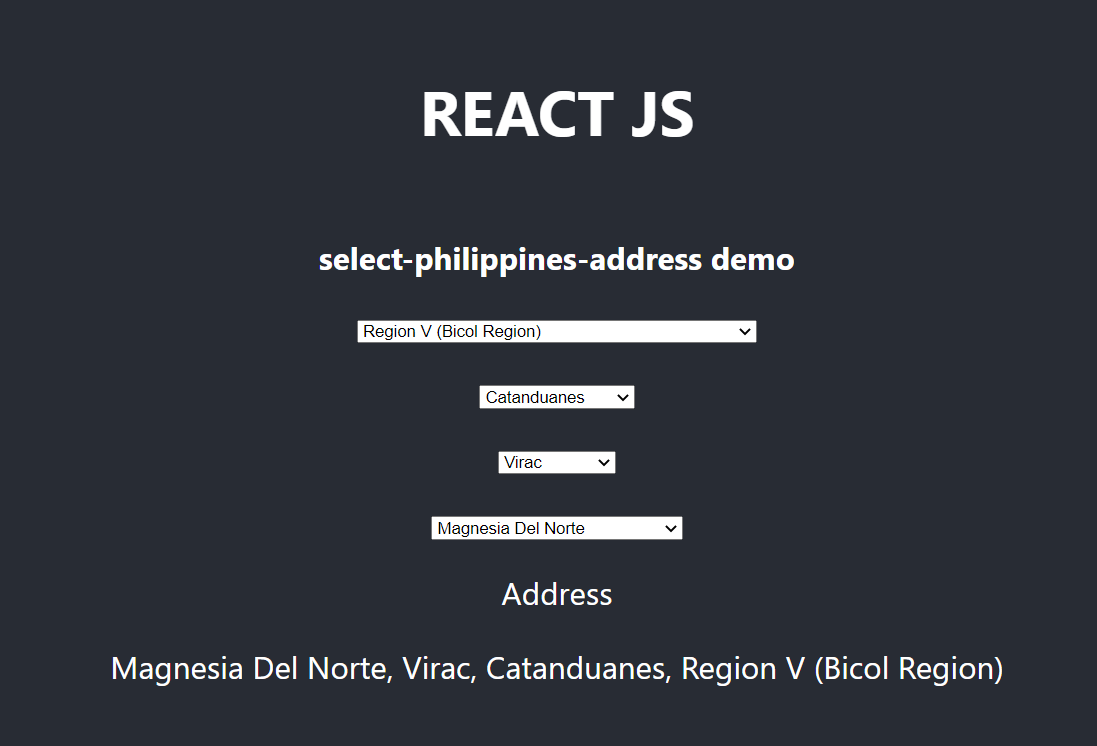 REACT JS
select-philippines-address demo
Region V (Bicol Region)
Catanduanes
Virac
Magnesia Del Norte
Address
Magnesia Del Norte, Virac, Catanduanes, Region V (Bicol Region)